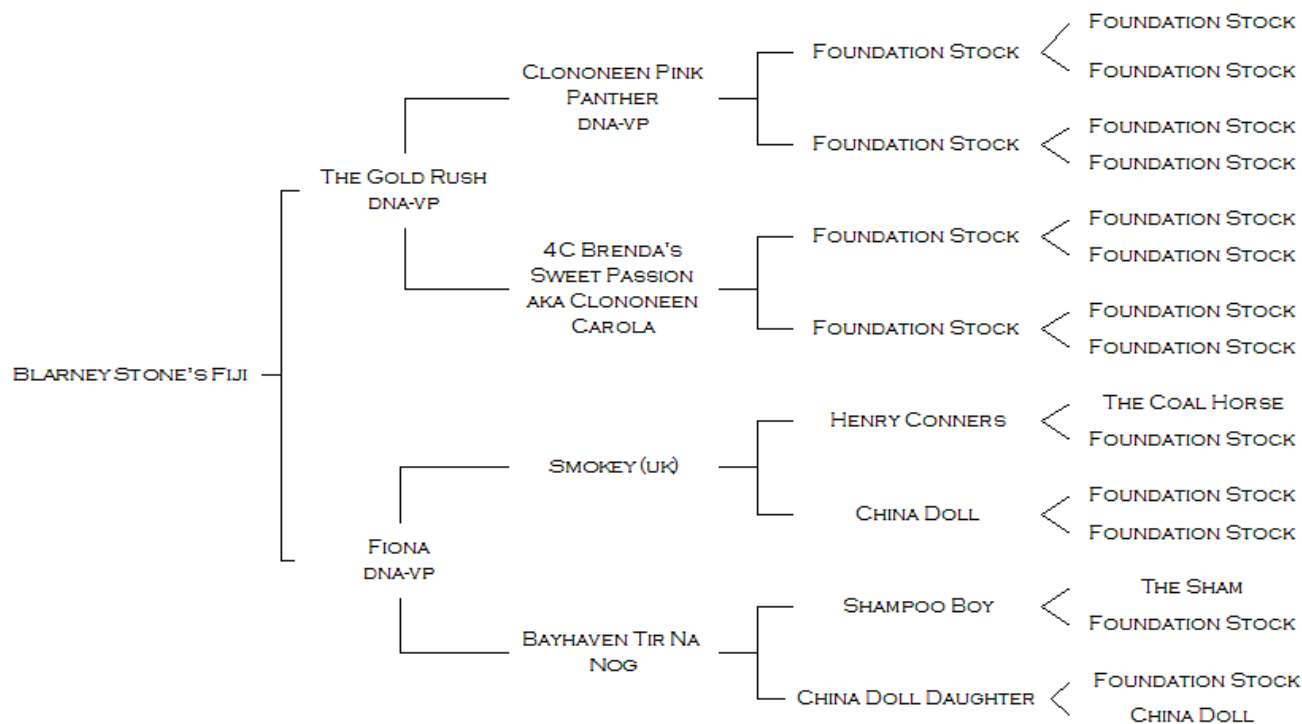 Foundation Stock
Foundation Stock
Foundation Stock
Clononeen Pink
Panther
DNA-VP
Foundation Stock
Foundation Stock
Foundation Stock
The Gold Rush
DNA-VP
Foundation Stock
Foundation Stock
Foundation Stock
4C Brenda's
Sweet Passion
aka Clononeen
Carola
Foundation Stock
Foundation Stock
Foundation Stock
Blarney Stone's Fiji
Henry Conners
The Coal Horse
Foundation Stock
Smokey (UK)
China Doll
Foundation Stock
Foundation Stock
Fiona
DNA-VP
Shampoo Boy
The Sham
Foundation Stock
Bayhaven Tir Na
Nog
China Doll Daughter
Foundation Stock
China Doll